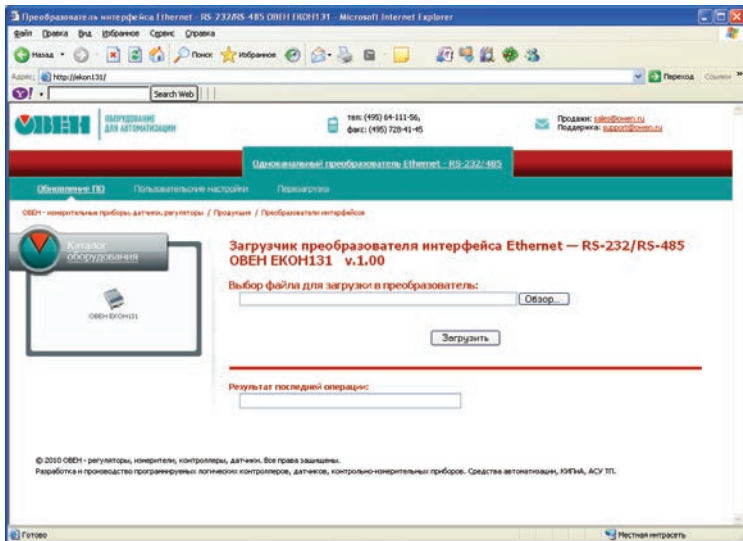 Преобразователь интерфейса Ethernet - RS-232/RS-485 ОВЕН ЕКОН131 - Microsoft Internet Explorer
Файл Правка Вид Избранное Сервис Справка
Назад Поиск Избранное
Адрес: http://ekon131/ Переход Ссылки
Search Web
ОВЕН ОБОРУДОВАНИЕ ДЛЯ АВТОМАТИЗАЦИИ
тел: (495) 64-111-56,
факс: (495) 728-41-45
Продажи: sales@owen.ru
Поддержка: support@owen.ru
Одноканальный преобразователь Ethernet - RS-232/485
Обновление ПО Пользовательские настройки Перезагрузка
ОВЕН - измерительные приборы, датчики, регуляторы / Продукция / Преобразователи интерфейсов
Каталог оборудования
ОВЕН ЕКОН131
Загрузчик преобразователя интерфейса Ethernet — RS-232/RS-485
ОВЕН ЕКОН131 v.1.00
Выбор файла для загрузки в преобразователь:
Обзор...
Загрузить
Результат последней операции:
© 2010 ОВЕН - регуляторы, измерители, контроллеры, датчики. Все права защищены.
Разработка и производство программируемых логических контроллеров, датчиков, контрольно-измерительных приборов. Средства автоматизации, КИПиА, АСУ ТП.
Готово
Местная интрасеть